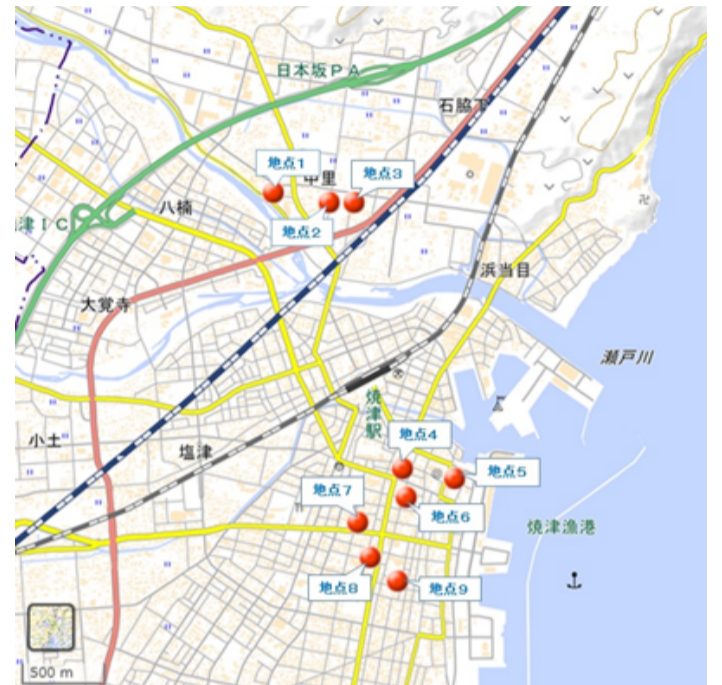 日本坂PA
石脇下
地点1
中里
地点3
八楠
地点2
津IC
浜当目
大覚寺
瀬戸川
焼津駅
小土
塩津
地点4
地点5
地点7
地点6
焼津漁港
地点8
地点9
500 m